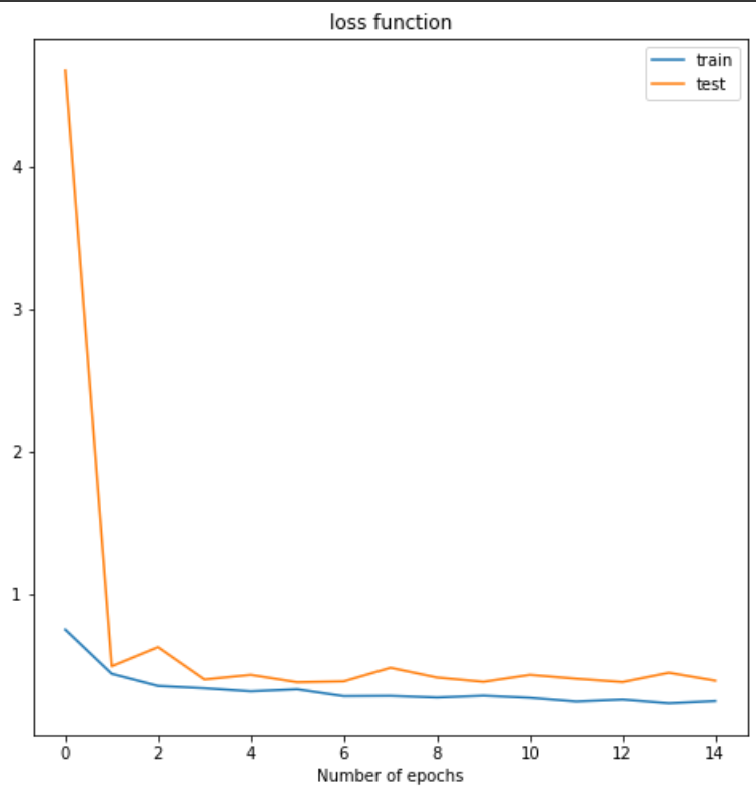 loss function
train
test
4
3
2
1
0 2 4 6 8 10 12 14
Number of epochs